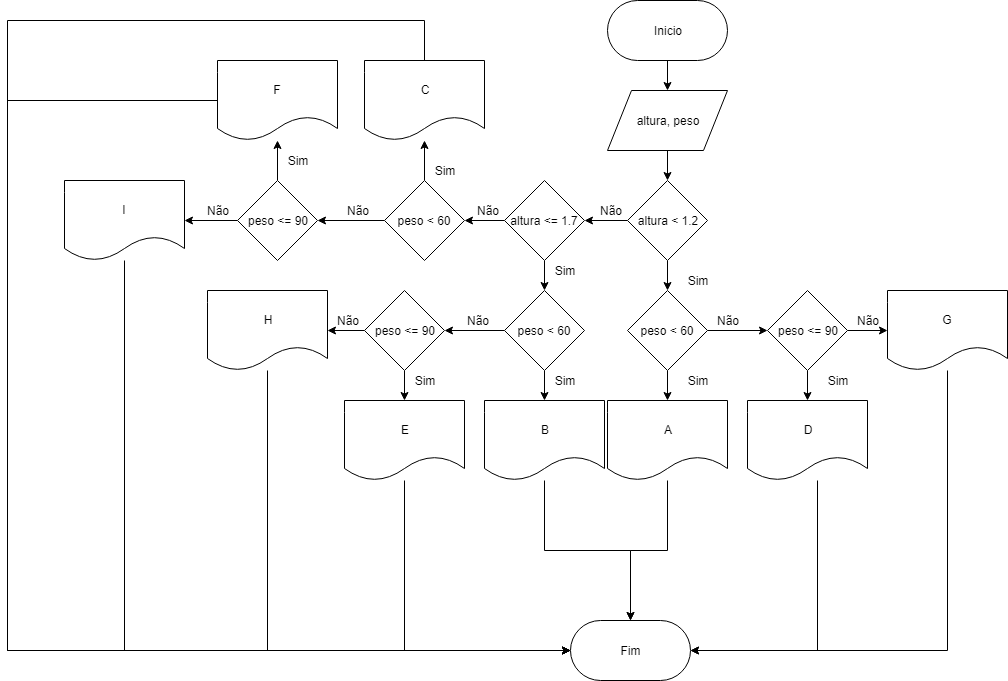 Inicio
altura, peso
F
C
Sim
Sim
I
Não
peso <= 90
Não
peso < 60
Não
altura <= 1.7
Não
altura < 1.2
Sim
Sim
H
Não
peso <= 90
Não
peso < 60
peso < 60
Não
peso <= 90
Não
G
Sim
Sim
Sim
Sim
E
B
A
D
Fim